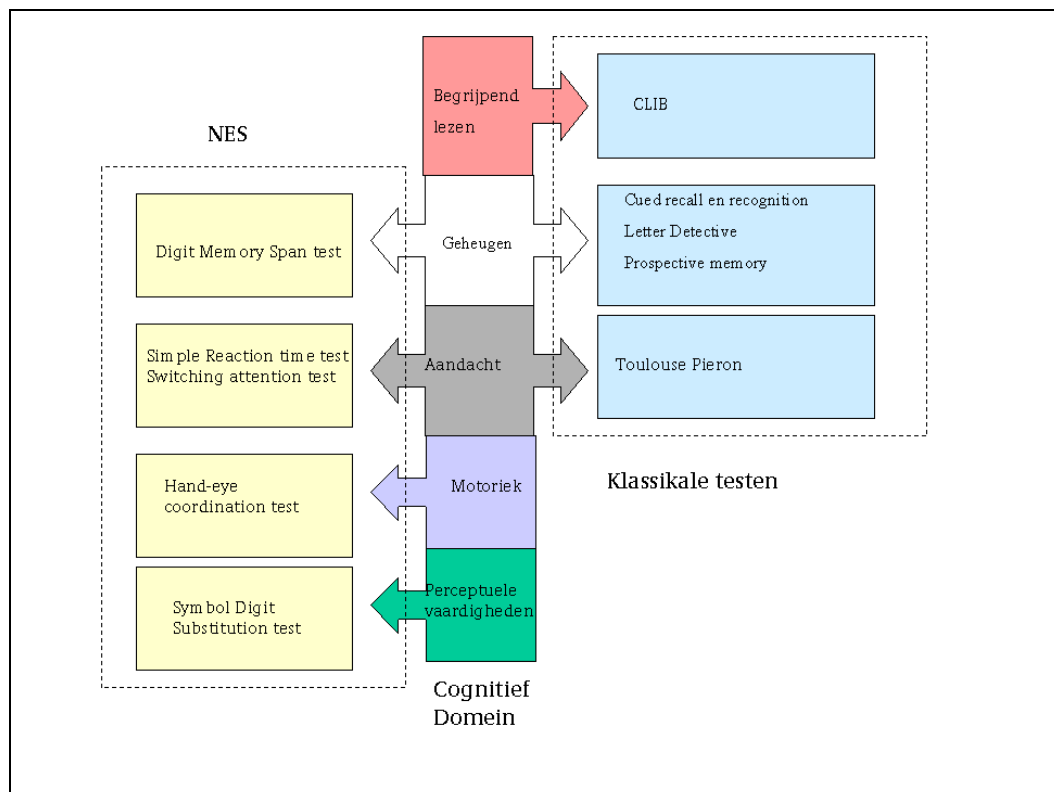 NES
Digit Memory Span test
Simple Reaction time test
Switching attention test
Hand-eye
coordination test
Symbol Digit
Substitution test
Begrijpend
lezen
Geheugen
Aandacht
Motoriek
Perceptuele
vaardigheden
Cognitief
Domein
CLIB
Cued recall en recognition
Letter Detective
Prospective memory
Toulouse Pieron
Klassikale testen